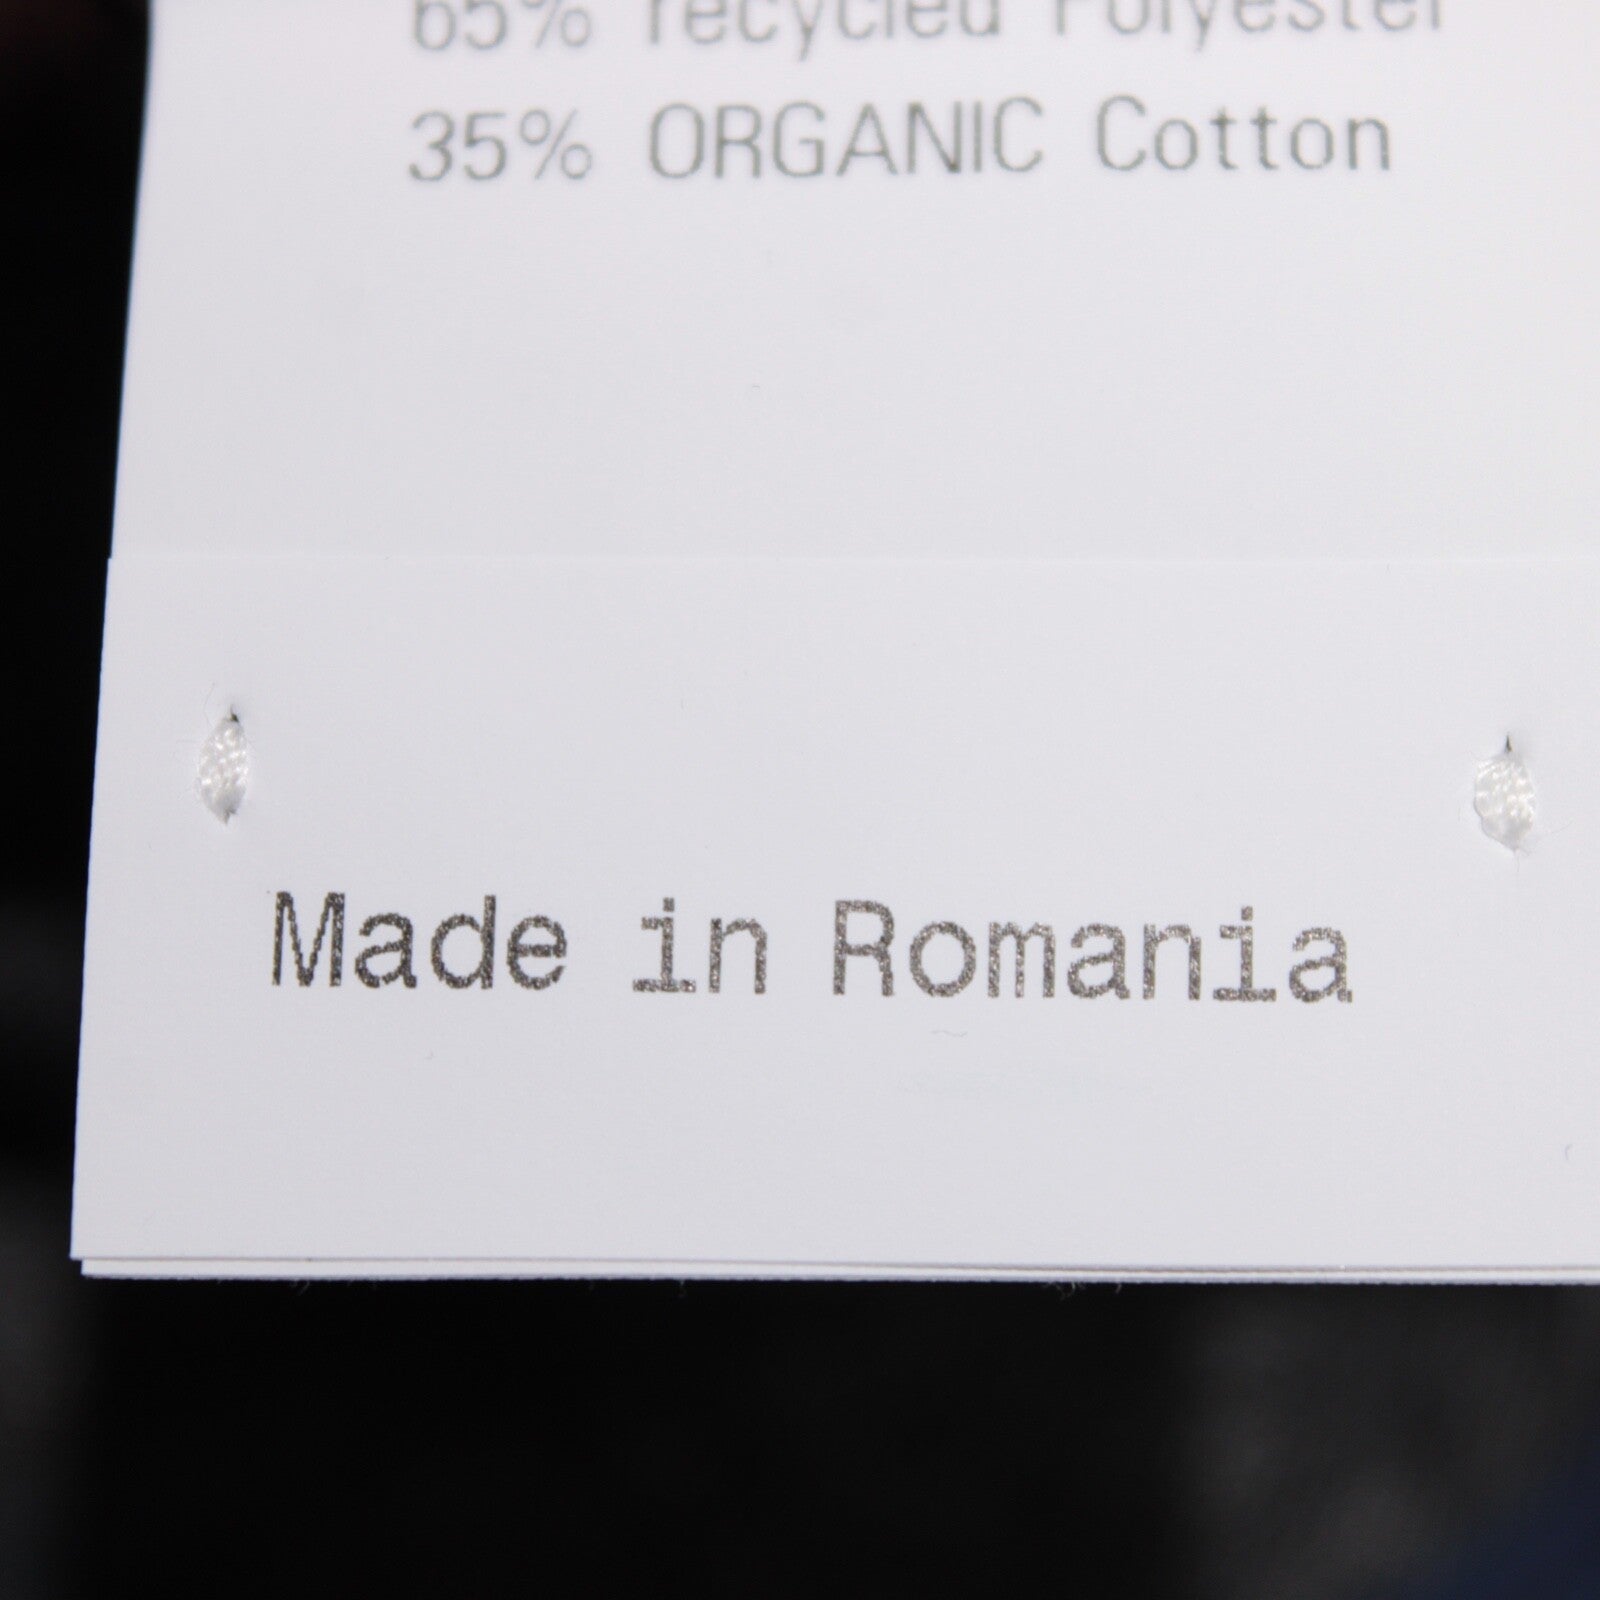 65% recycled Polyester
35% ORGANIC Cotton
Made in Romania